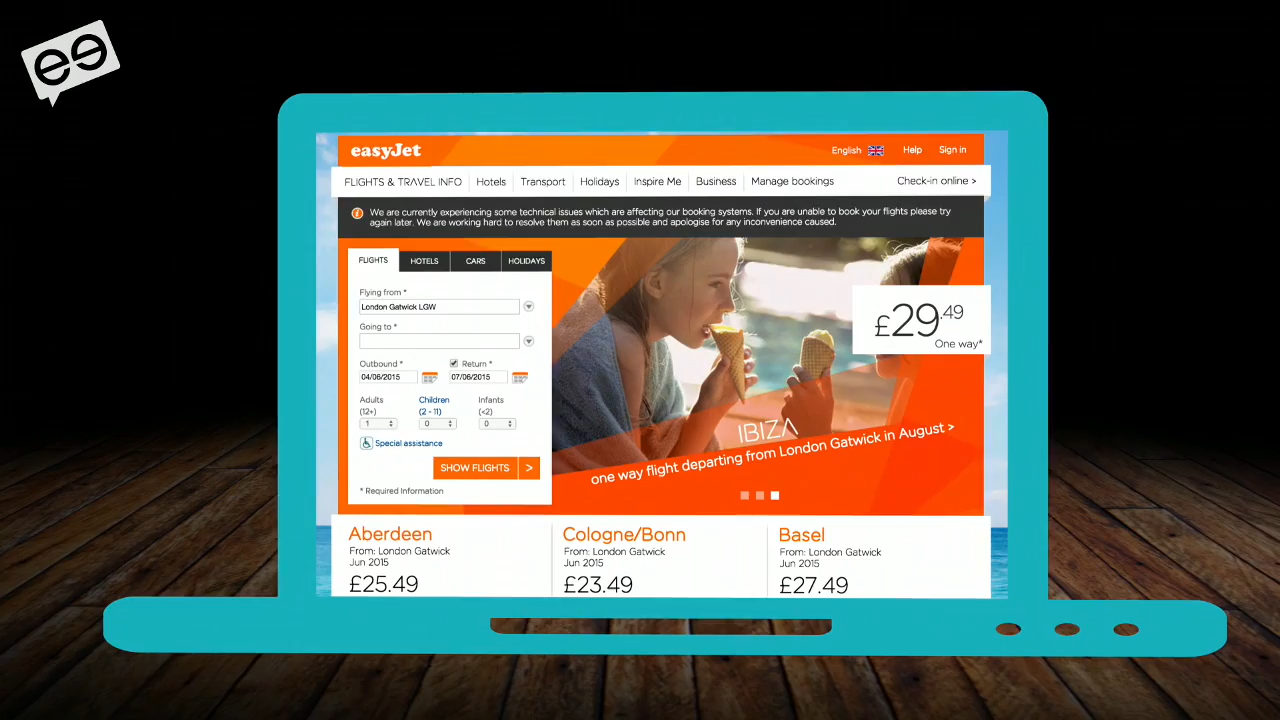 ee
easyJet
English
Help
Sign in
FLIGHTS & TRAVEL INFO
Hotels
Transport
Holidays
Inspire Me
Business
Manage bookings
Check-in online >
We are currently experiencing some technical issues which are affecting our booking systems. If you are unable to book your flights please try
again later. We are working hard to resolve them as soon as possible and apologise for any inconvenience caused.
FLIGHTS
HOTELS
CARS
HOLIDAYS
Flying from *
London Gatwick LGW
Going to *
Outbound *
Return *
04/06/2015
07/06/2015
Adults
Children
Infants
(12+)
(2 - 11)
(<2)
1
0
0
Special assistance
SHOW FLIGHTS >
* Required Information
£29.49
One way*
IBIZA
one way flight departing from London Gatwick in August >
Aberdeen
From: London Gatwick
Jun 2015
£25.49
Cologne/Bonn
From: London Gatwick
Jun 2015
£23.49
Basel
From: London Gatwick
Jun 2015
£27.49